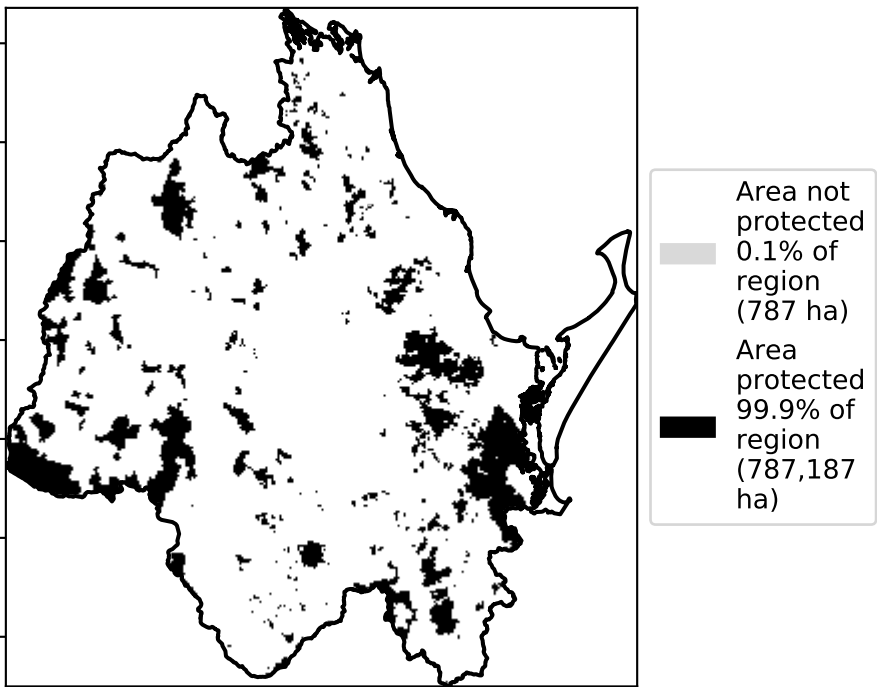 Area not
protected
0.1% of
region
(787 ha)
Area
protected
99.9% of
region
(787,187
ha)